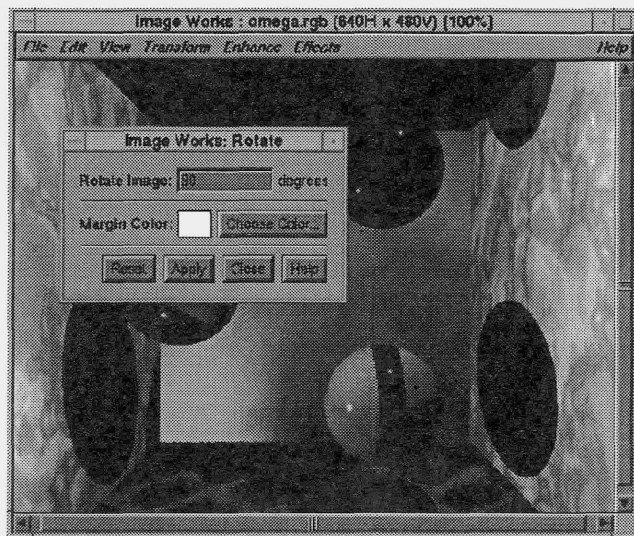 Image Works : omega.rgb (640H x 480V) [100%]
File Edit View Transform Enhance Effects Help
Image Works: Rotate
Rotate Image: 90 degrees
Margin Color: Choose Color...
Reset Apply Close Help